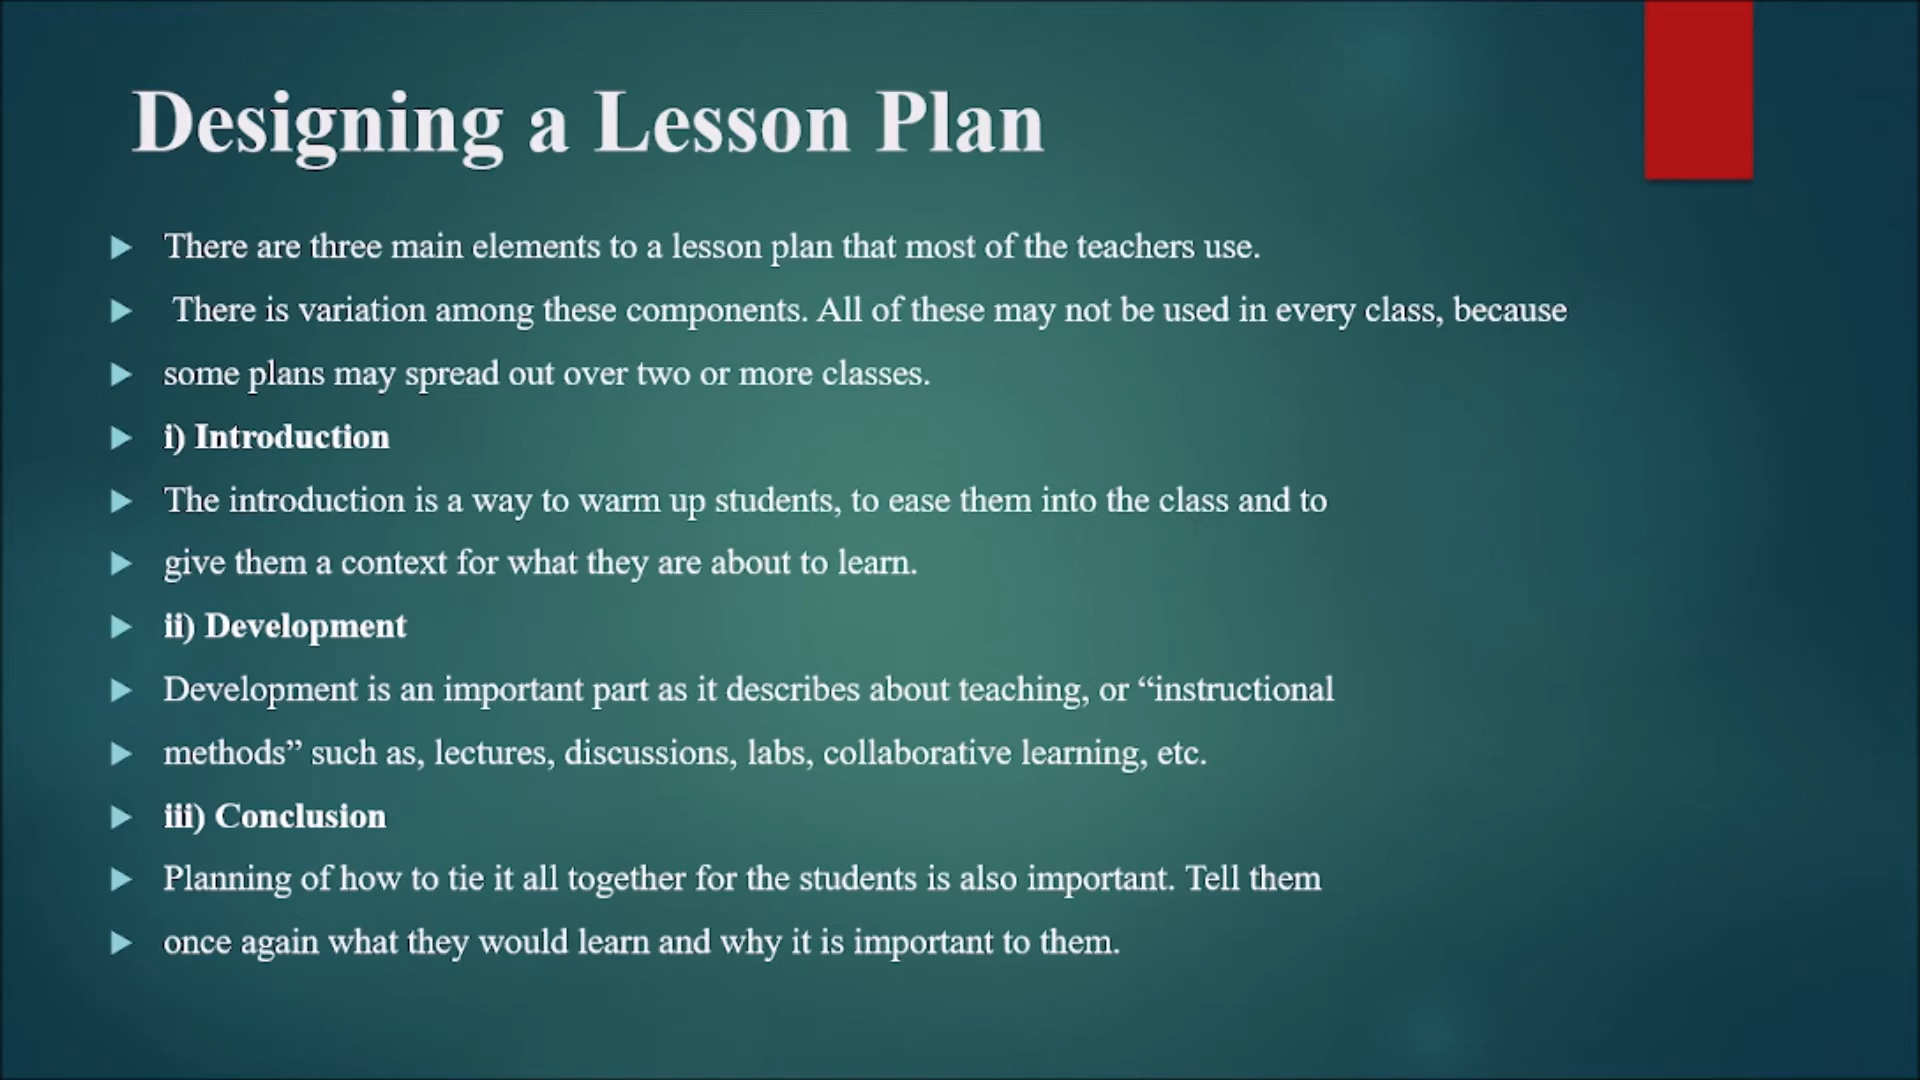 Designing a Lesson Plan
There are three main elements to a lesson plan that most of the teachers use.
There is variation among these components. All of these may not be used in every class, because
some plans may spread out over two or more classes.
i) Introduction
The introduction is a way to warm up students, to ease them into the class and to
give them a context for what they are about to learn.
ii) Development
Development is an important part as it describes about teaching, or “instructional
methods” such as, lectures, discussions, labs, collaborative learning, etc.
iii) Conclusion
Planning of how to tie it all together for the students is also important. Tell them
once again what they would learn and why it is important to them.